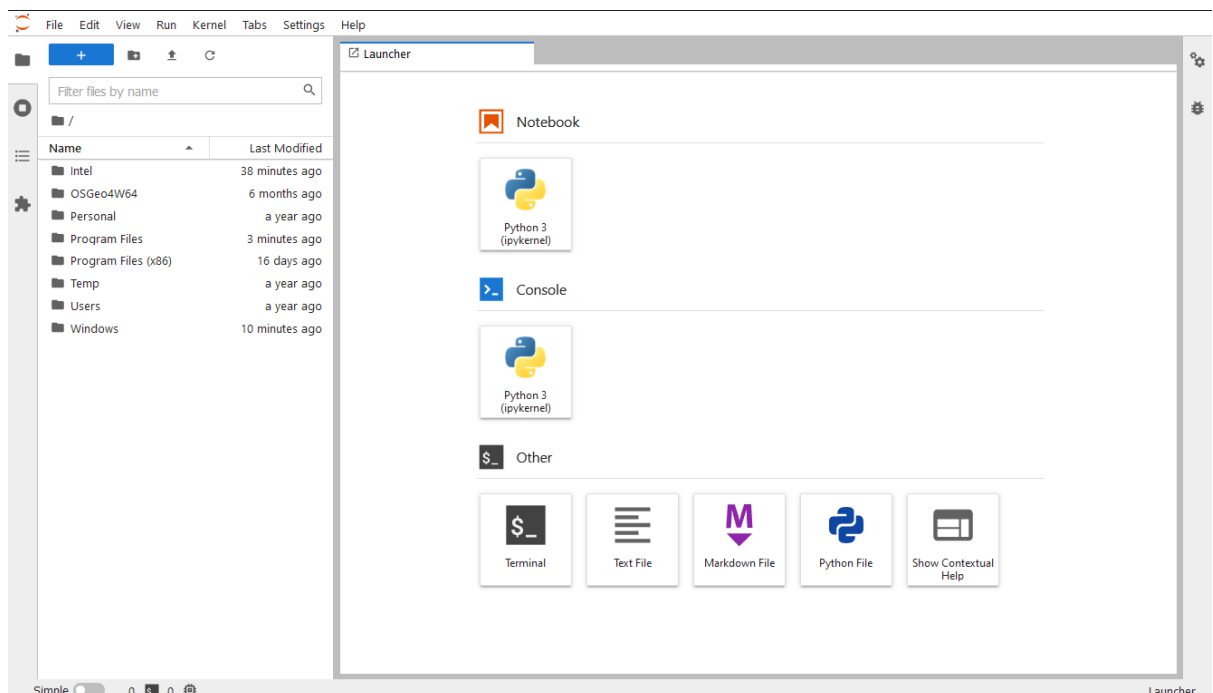 File Edit View Run Kernel Tabs Settings Help
+
Launcher
Filter files by name
/
Name Last Modified
Intel 38 minutes ago
OSGeo4W64 6 months ago
Personal a year ago
Program Files 3 minutes ago
Program Files (x86) 16 days ago
Temp a year ago
Users a year ago
Windows 10 minutes ago
Notebook
Python 3
(ipykernel)
>_ Console
Python 3
(ipykernel)
$_ Other
$_
M
Terminal
Text File
Markdown File
Python File
Show Contextual
Help
Simple 0 $_ 0
Launcher